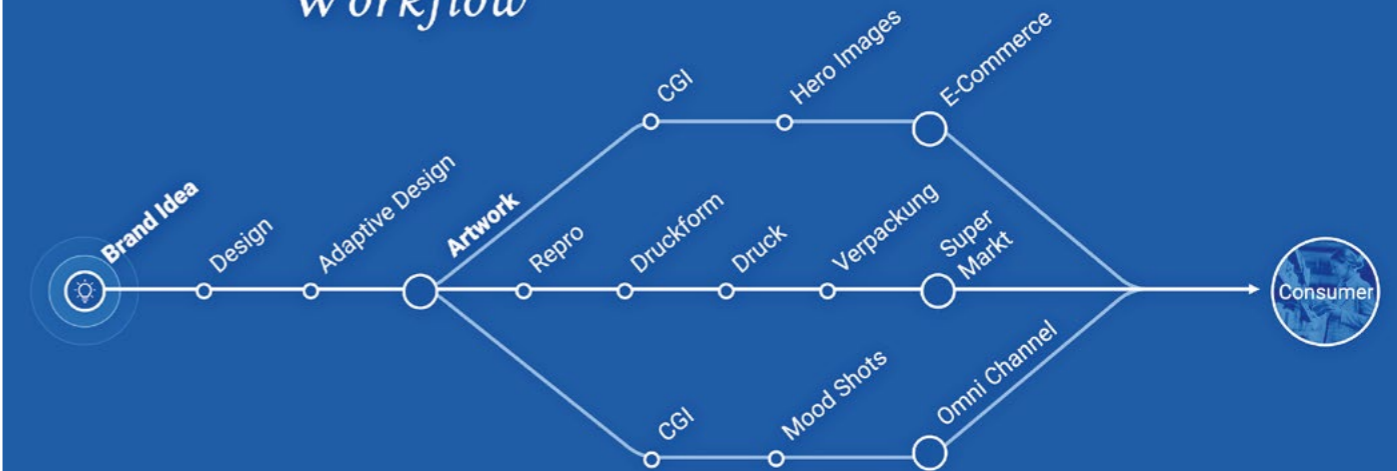 Workflow
Brand Idea
Design
Adaptive Design
Artwork
CGI
Hero Images
E-Commerce
Repro
Druckform
Druck
Verpackung
Super
Markt
CGI
Mood Shots
Omni Channel
Consumer